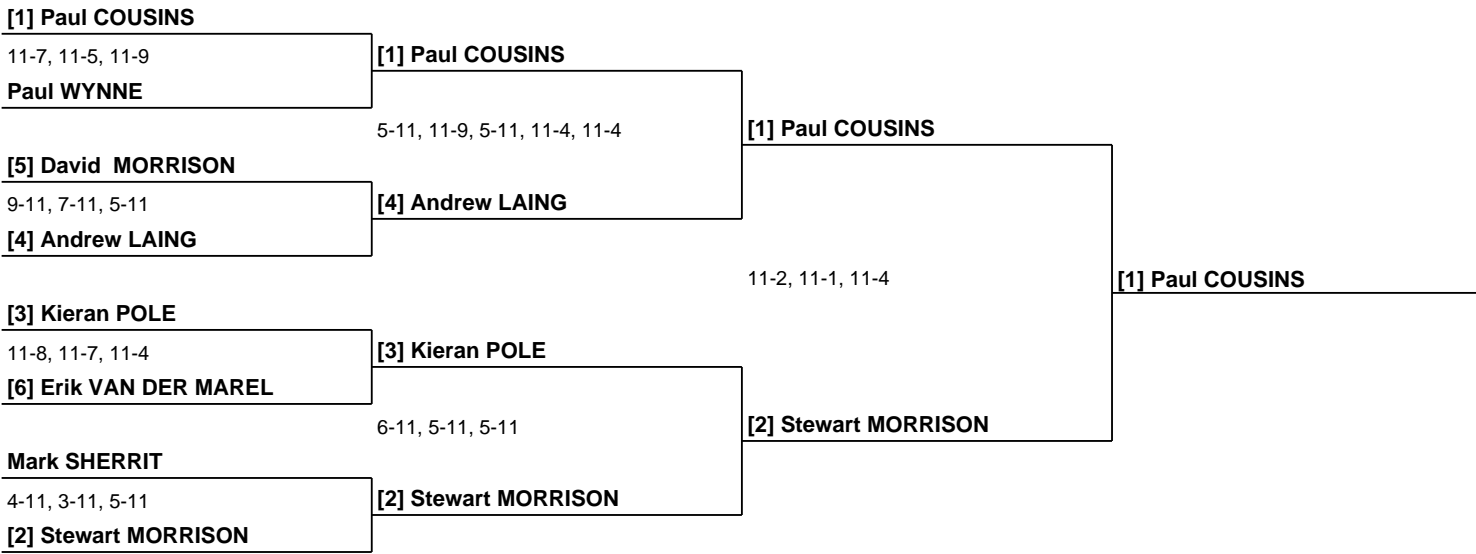 [1] Paul COUSINS
11-7, 11-5, 11-9
[1] Paul COUSINS
Paul WYNNE
5-11, 11-9, 5-11, 11-4, 11-4
[1] Paul COUSINS
[5] David  MORRISON
9-11, 7-11, 5-11
[4] Andrew LAING
[4] Andrew LAING
11-2, 11-1, 11-4
[1] Paul COUSINS
[3] Kieran POLE
11-8, 11-7, 11-4
[3] Kieran POLE
[6] Erik VAN DER MAREL
6-11, 5-11, 5-11
[2] Stewart MORRISON
Mark SHERRIT
4-11, 3-11, 5-11
[2] Stewart MORRISON
[2] Stewart MORRISON